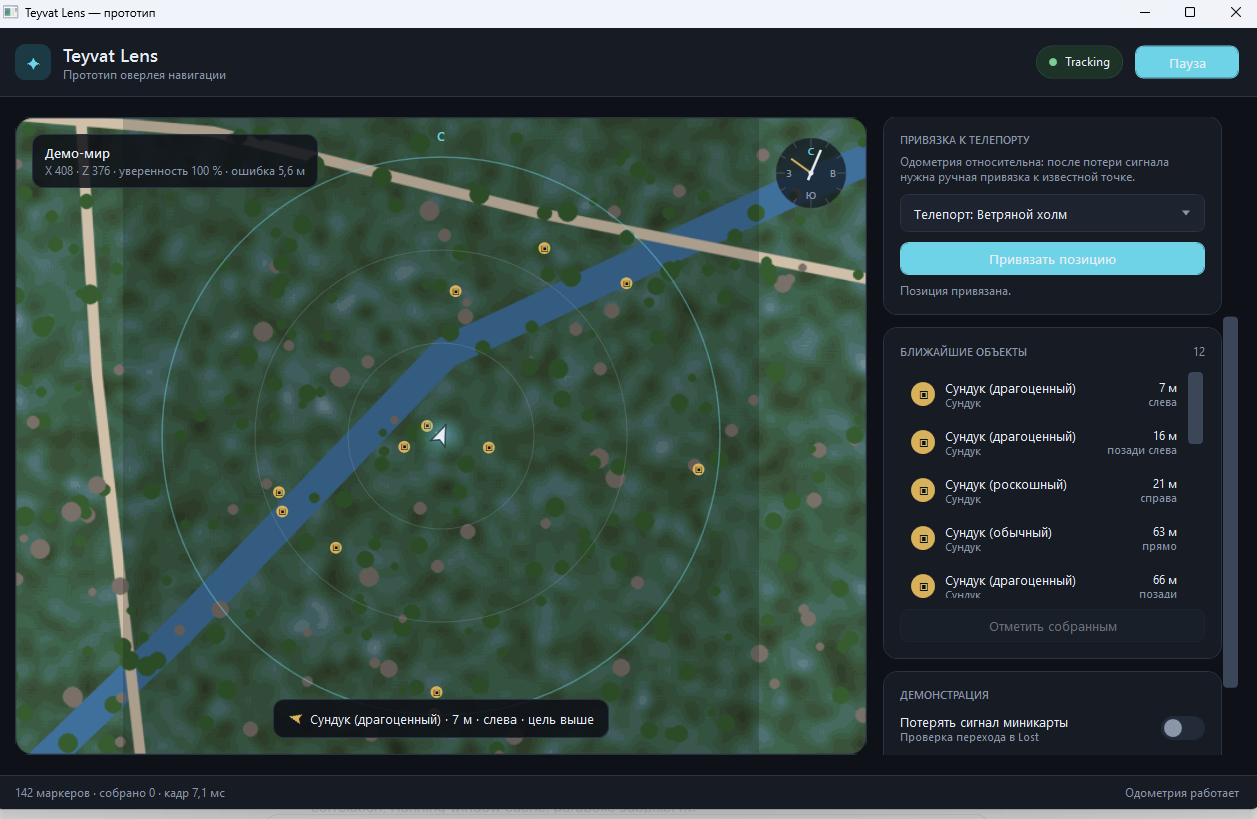 Teyvat Lens — прототип
Teyvat Lens
Прототип оверлея навигации
Tracking
Пауза
Демо-мир
X 408 · Z 376 · уверенность 100 % · ошибка 5,6 м
С
С
З
В
Ю
Сундук (драгоценный) · 7 м · слева · цель выше
ПРИВЯЗКА К ТЕЛЕПОРТУ
Одометрия относительна: после потери сигнала
нужна ручная привязка к известной точке.
Телепорт: Ветряной холм
Привязать позицию
Позиция привязана.
БЛИЖАЙШИЕ ОБЪЕКТЫ 12
Сундук (драгоценный) 7 м
Сундук слева
Сундук (драгоценный) 16 м
Сундук позади слева
Сундук (роскошный) 21 м
Сундук справа
Сундук (обычный) 63 м
Сундук прямо
Сундук (драгоценный) 66 м
Сундук позади
Отметить собранным
ДЕМОНСТРАЦИЯ
Потерять сигнал миникарты
Проверка перехода в Lost
142 маркеров · собрано 0 · кадр 7,1 мс
Одометрия работает